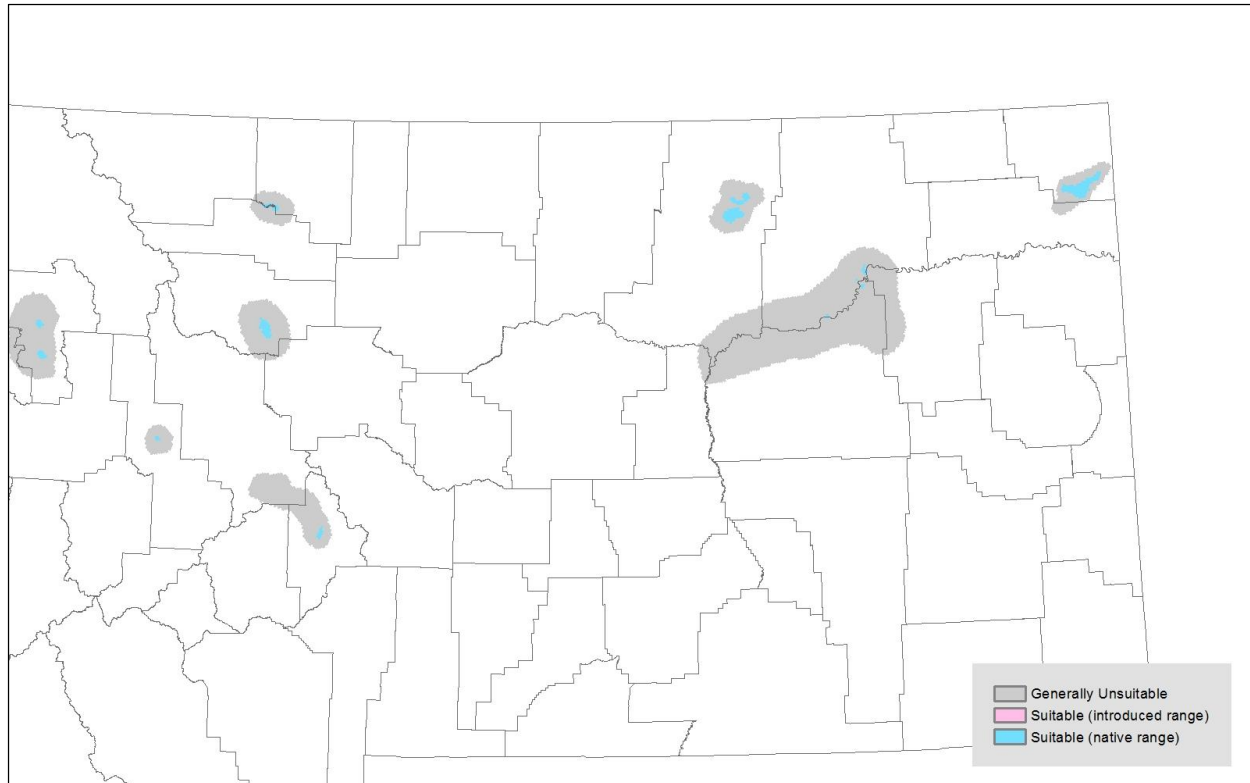 Generally Unsuitable
Suitable (introduced range)
Suitable (native range)